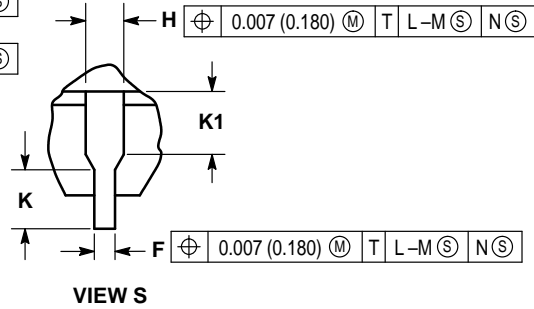 Ⓢ
H ⌖ 0.007 (0.180) Ⓜ T L–M Ⓢ N Ⓢ
Ⓢ
K1
K
F ⌖ 0.007 (0.180) Ⓜ T L–M Ⓢ N Ⓢ
VIEW S